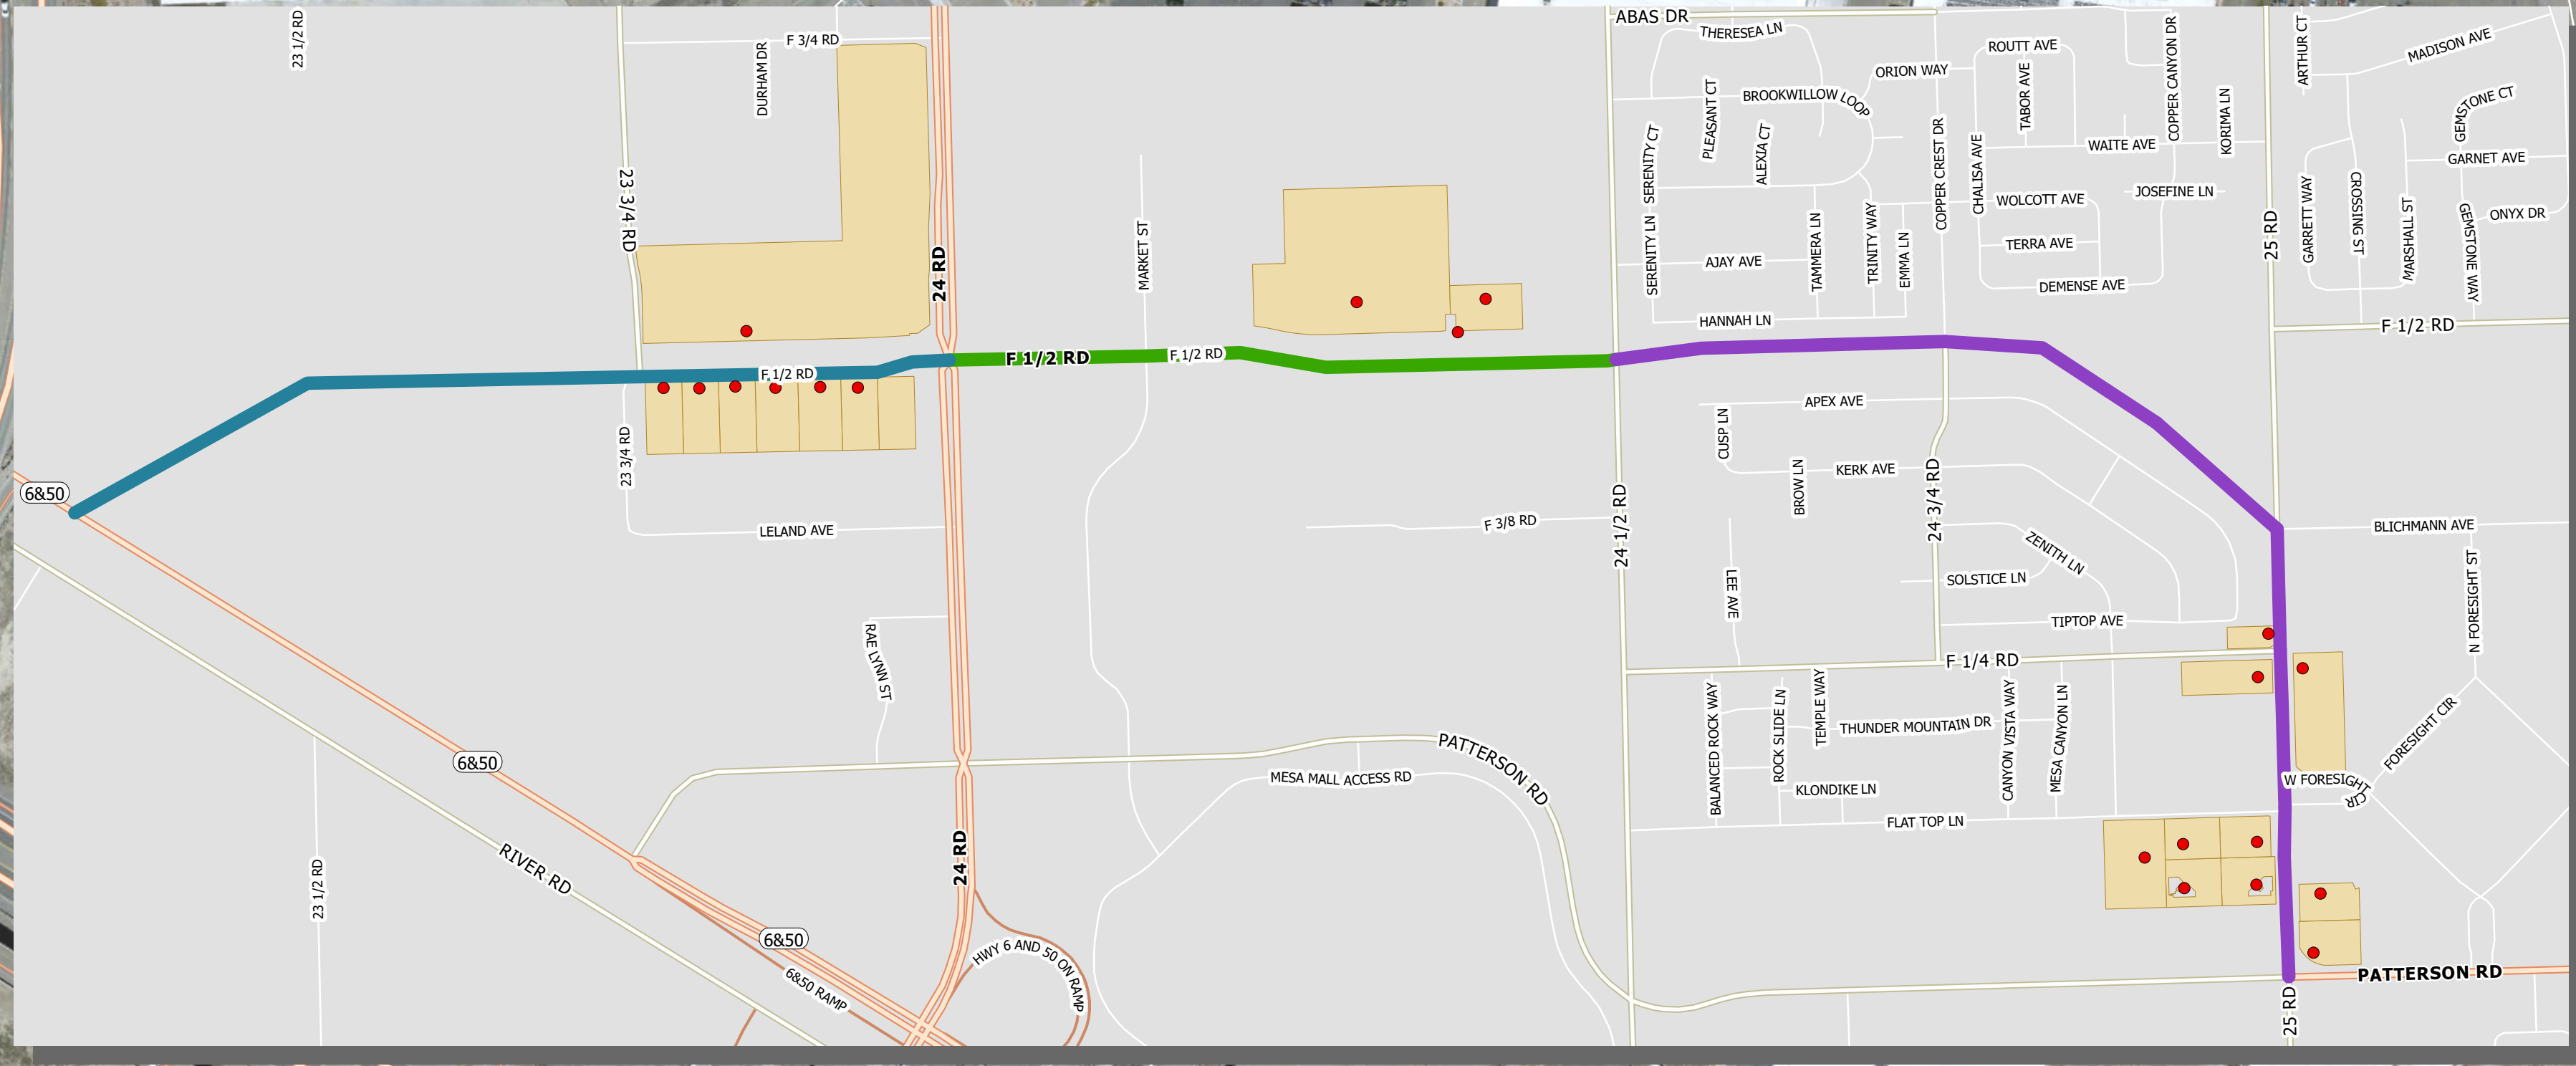 23 1/2 RD
F 3/4 RD
DURHAM DR
23 3/4 RD
24 RD
MARKET ST
ABAS DR
THERESEA LN
PLEASANT CT
BROOKWILLOW LOOP
SERENITY CT
ALEXIA CT
ORION WAY
ROUTT AVE
TABOR AVE
COPPER CANYON DR
KORIMA LN
WAITE AVE
COPPER CREST DR
CHALISA AVE
WOLCOTT AVE
JOSEFINE LN
TERRA AVE
DEMENSE AVE
SERENITY LN
AJAY AVE
TAMMERA LN
TRINITY WAY
EMMA LN
HANNAH LN
25 RD
ARTHUR CT
MADISON AVE
GEMSTONE CT
GARNET AVE
GARRETT WAY
CROSSING ST
MARSHALL ST
GEMSTONE WAY
ONYX DR
F 1/2 RD
F 1/2 RD
F 1/2 RD
F 1/2 RD
6&50
23 3/4 RD
LELAND AVE
F 3/8 RD
24 1/2 RD
APEX AVE
CUSP LN
KERK AVE
BROW LN
24 3/4 RD
ZENITH LN
SOLSTICE LN
LEE AVE
TIPTOP AVE
BLICHMANN AVE
N FORESIGHT ST
RAE LYNN ST
F 1/4 RD
BALANCED ROCK WAY
ROCK SLIDE LN
TEMPLE WAY
THUNDER MOUNTAIN DR
CANYON VISTA WAY
MESA CANYON LN
KLONDIKE LN
FLAT TOP LN
FORESIGHT CIR
W FORESIGHT CIR
6&50
PATTERSON RD
MESA MALL ACCESS RD
RIVER RD
23 1/2 RD
24 RD
6&50
6&50 RAMP
HWY 6 AND 50 ON RAMP
PATTERSON RD
25 RD